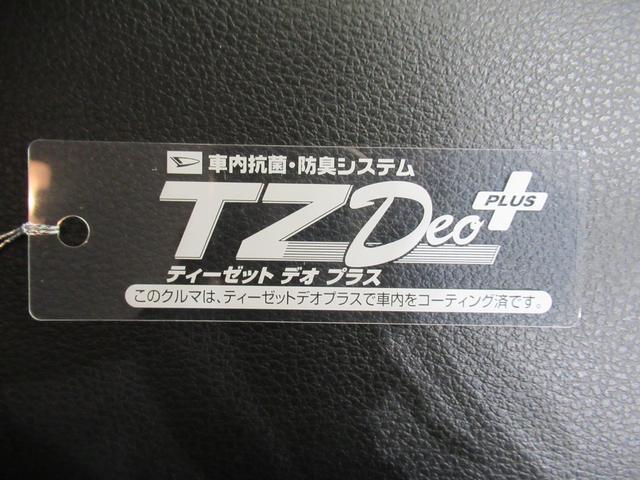 車内抗菌・防臭システム
TZDeo
PLUS
ティーゼット デオ プラス
このクルマは、ティーゼットデオプラスで車内をコーティング済です。